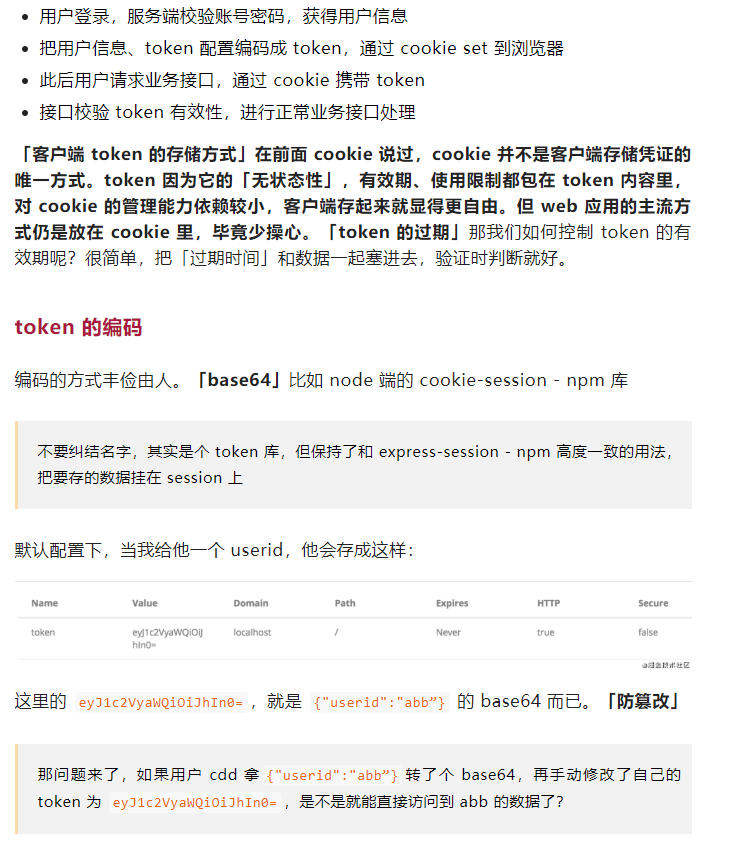 用户登录，服务端校验账号密码，获得用户信息
把用户信息、token 配置编码成 token，通过 cookie set 到浏览器
此后用户请求业务接口，通过 cookie 携带 token
接口校验 token 有效性，进行正常业务接口处理
「客户端 token 的存储方式」在前面 cookie 说过，cookie 并不是客户端存储凭证的
唯一方式。token 因为它的「无状态性」，有效期、使用限制都包在 token 内容里，
对 cookie 的管理能力依赖较小，客户端存起来就显得更自由。但 web 应用的主流方
式仍是放在 cookie 里，毕竟少操心。「token 的过期」那我们如何控制 token 的有
效期呢？很简单，把「过期时间」和数据一起塞进去，验证时判断就好。
token 的编码
编码的方式丰俭由人。「base64」比如 node 端的 cookie-session - npm 库
不要纠结名字，其实是个 token 库，但保持了和 express-session - npm 高度一致的用法，
把要存的数据挂在 session 上
默认配置下，当我给他一个 userid，他会存成这样：
Name Value Domain Path Expires HTTP Secure
token eyJ1c2VyaWQiOiJ localhost / Never true false
hIn0=
@掘金技术社区
这里的 eyJ1c2VyaWQiOiJhIn0=，就是 {"userid":"abb”} 的 base64 而已。「防篡改」
那问题来了，如果用户 cdd 拿{"userid":"abb”}转了个 base64，再手动修改了自己的
token 为 eyJ1c2VyaWQiOiJhIn0=，是不是就能直接访问到 abb 的数据了？